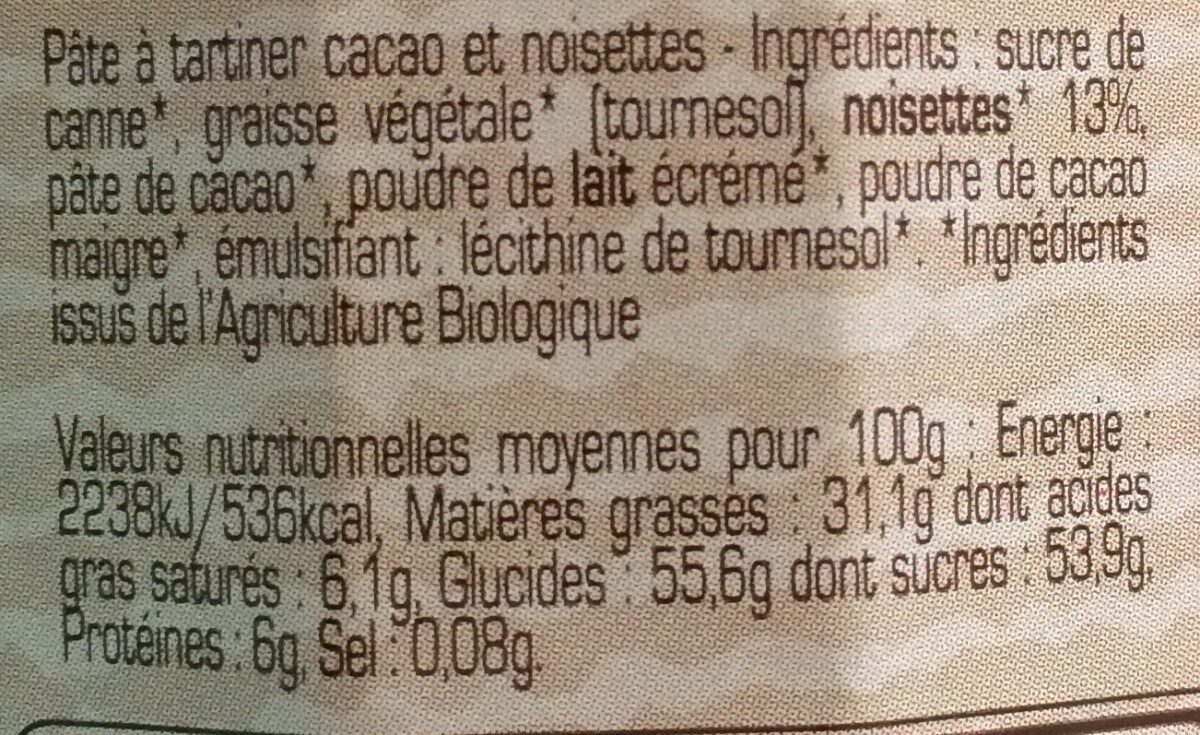 Pâte à tartiner cacao et noisettes - Ingrédients : sucre de
canne*, graisse végétale* (tournesol), noisettes* 13%,
pâte de cacao*, poudre de lait écrémé*, poudre de cacao
maigre*, émulsifiant : lécithine de tournesol*. *Ingrédients
issus de l'Agriculture Biologique
Valeurs nutritionnelles moyennes pour 100g : Energie :
2238kJ/536kcal, Matières grasses : 31,1g dont acides
gras saturés : 6,1g, Glucides : 55,6g dont sucres : 53,9g,
Protéines : 6g, Sel : 0,08g.